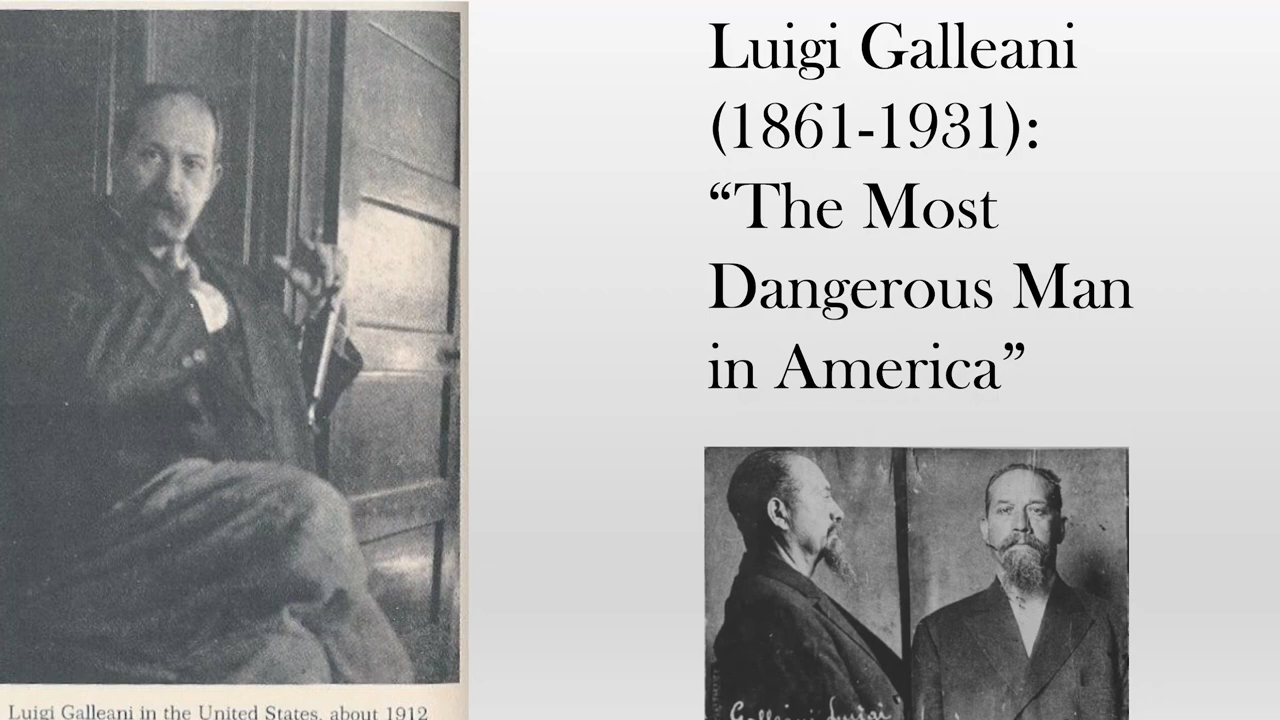 Luigi Galleani
(1861-1931):
“The Most
Dangerous Man
in America”
Galleani Luigi
Luigi Galleani in the United States, about 1912